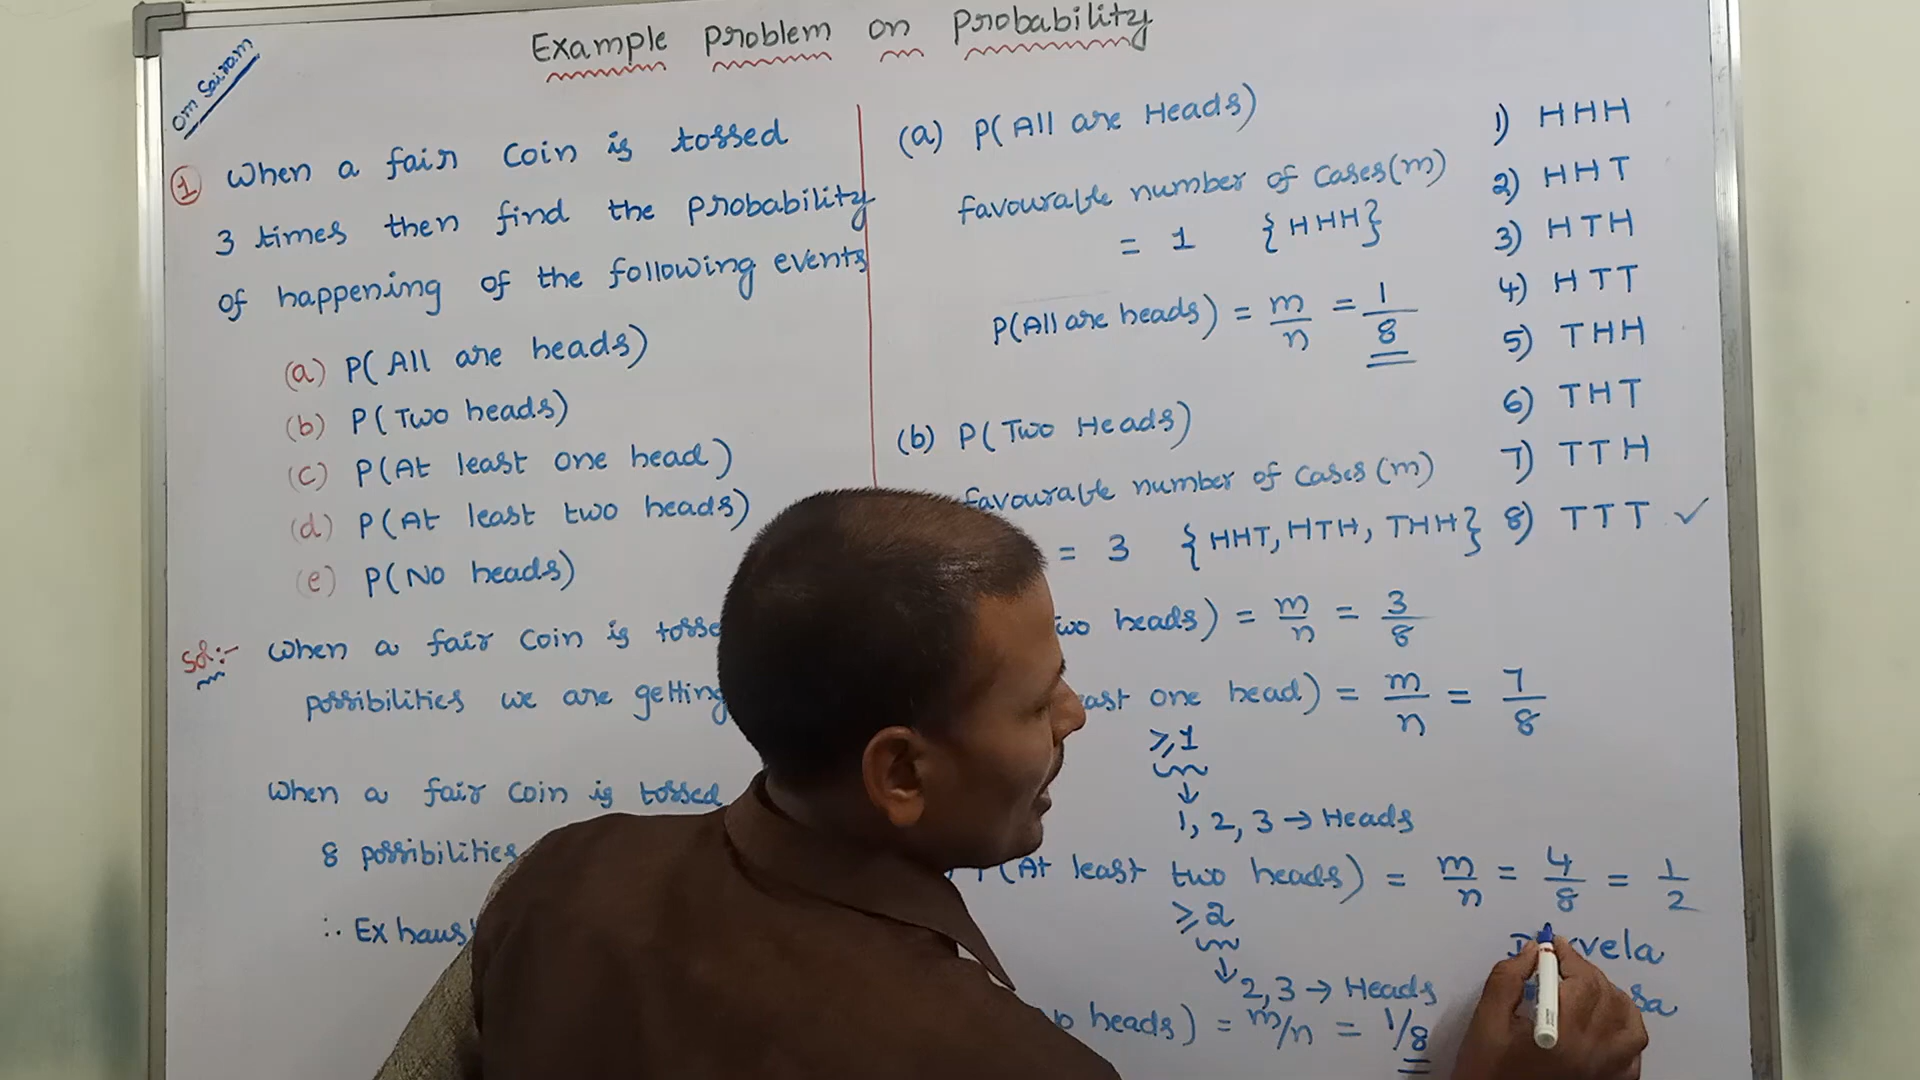 Example problem on probability
Om Sairam
1 When a fair coin is tossed
3 times then find the probability
of happening of the following events
(a) P(All are heads)
(b) P(Two heads)
(c) P(At least one head)
(d) P(At least two heads)
(e) P(No heads)
Sol:- When a fair coin is tosse
possibilities we are getting
When a fair coin is tossed
8 possibilities
∴ Exhaus
(a) P(All are Heads)
favourable number of cases(m)
= 1 {HHH}
P(All are heads) = m/n = 1/8
(b) P(Two Heads)
favourable number of cases(m)
= 3 {HHT, HTH, THH}
wo heads) = m/n = 3/8
east one head) = m/n = 7/8
≥1
↓
1, 2, 3 → Heads
P(At least two heads) = m/n = 4/8 = 1/2
≥2
↓
2, 3 → Heads
o heads) = m/n = 1/8
1) HHH
2) HHT
3) HTH
4) HTT
5) THH
6) THT
7) TTH
8) TTT ✓
vela
sa